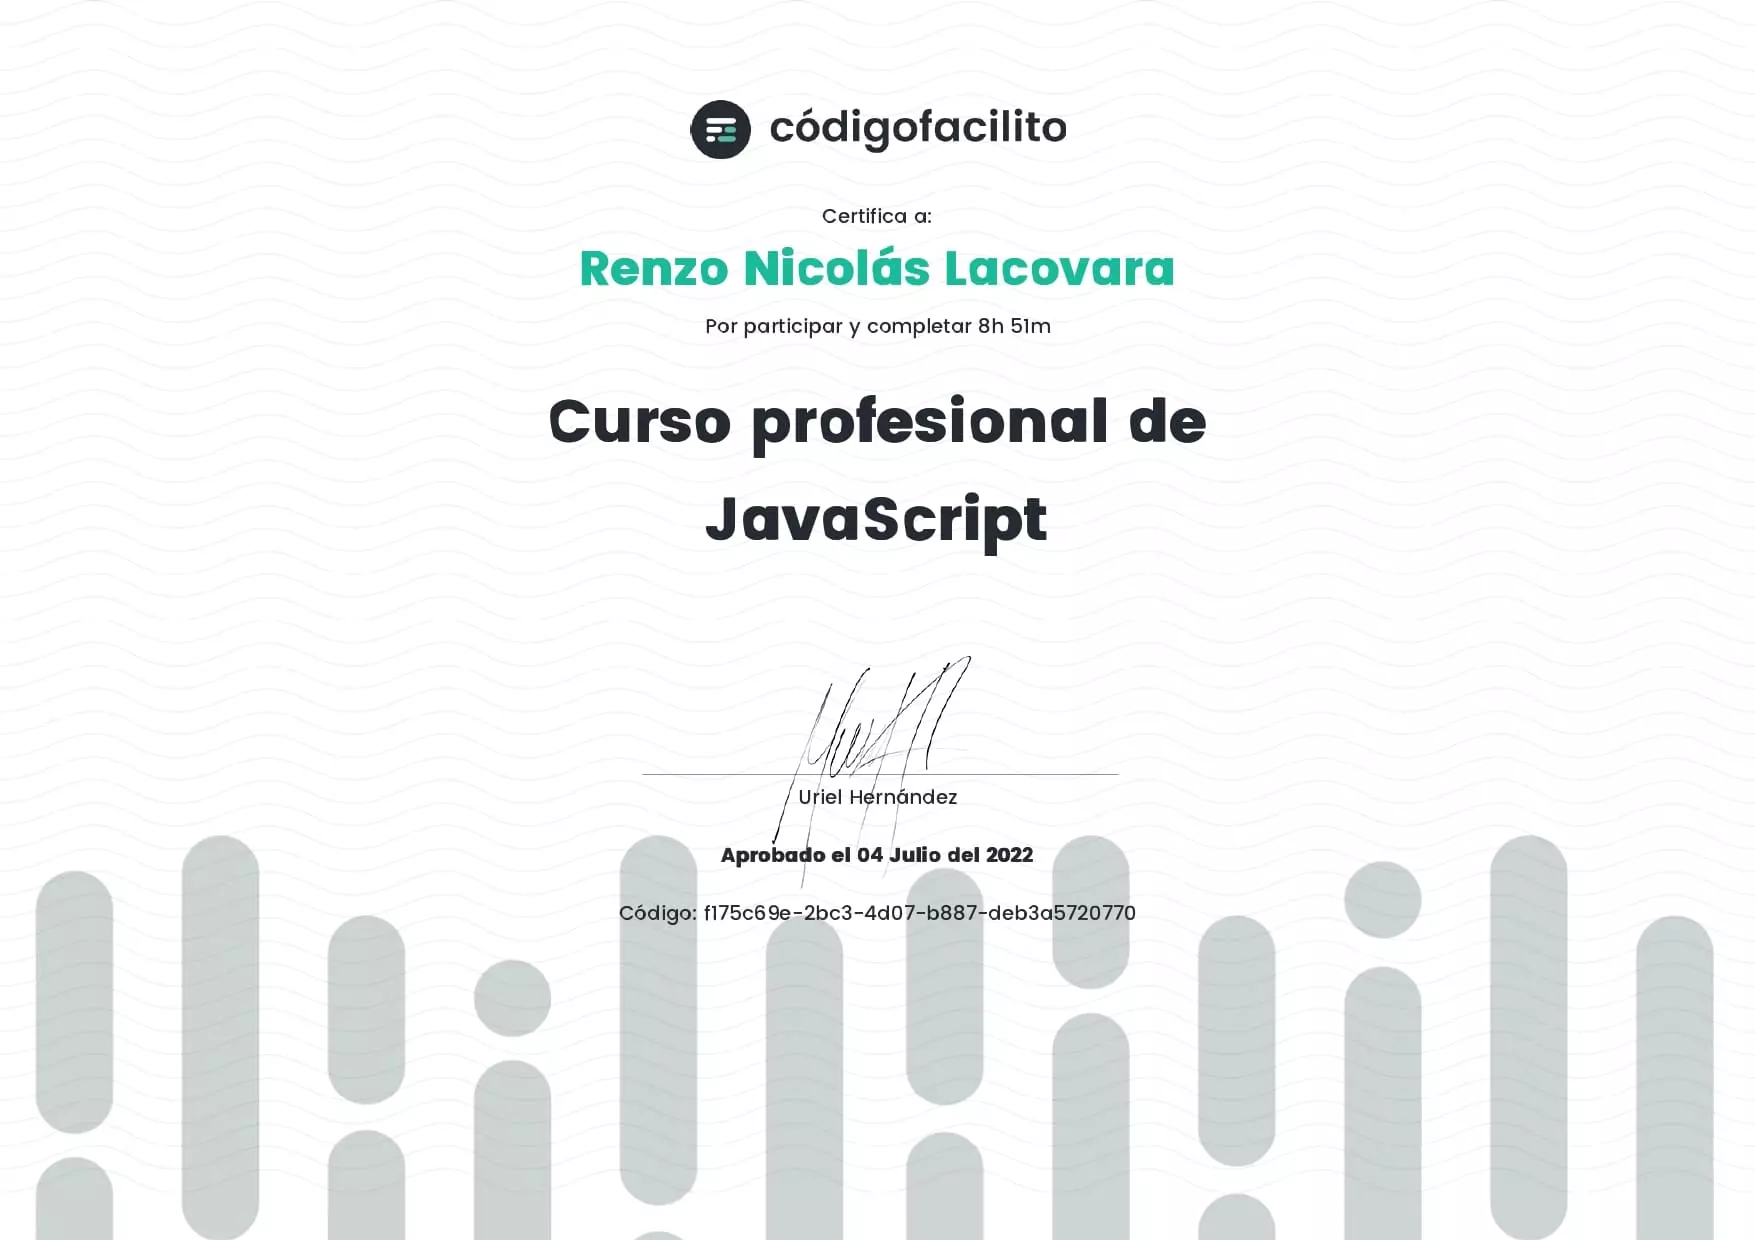 códigofacilito
Certifica a:
Renzo Nicolás Lacovara
Por participar y completar 8h 51m
Curso profesional de
JavaScript
Uriel Hernández
Aprobado el 04 Julio del 2022
Código: f175c69e-2bc3-4d07-b887-deb3a5720770